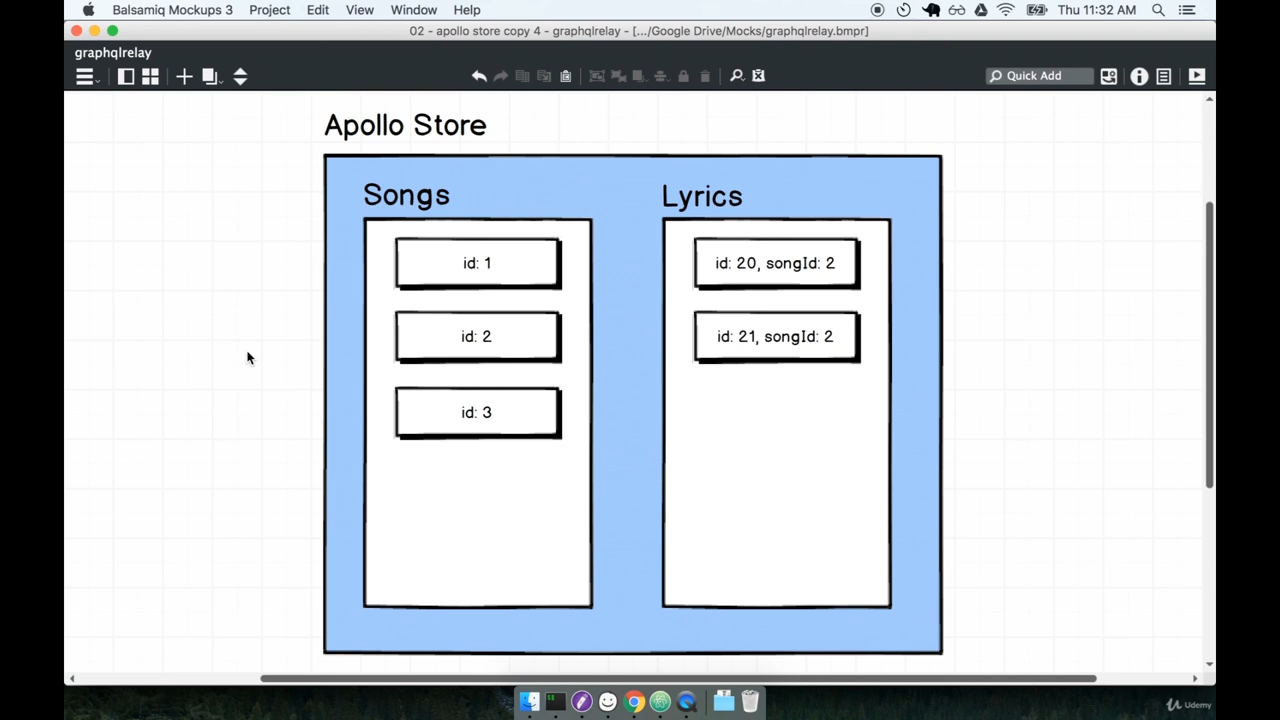 Balsamiq Mockups 3 Project Edit View Window Help Thu 11:32 AM
02 - apollo store copy 4 - graphqlrelay - [.../Google Drive/Mocks/graphqlrelay.bmpr]
graphqlrelay
Quick Add
Apollo Store
Songs
id: 1
id: 2
id: 3
Lyrics
id: 20, songId: 2
id: 21, songId: 2
Udemy